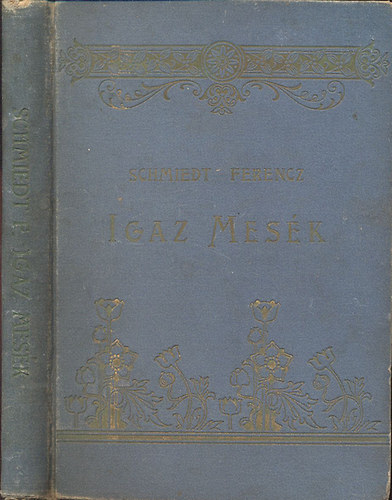 SCHMIEDT F. IGAZ MESÉK
SCHMIEDT FERENCZ
IGAZ MESÉK